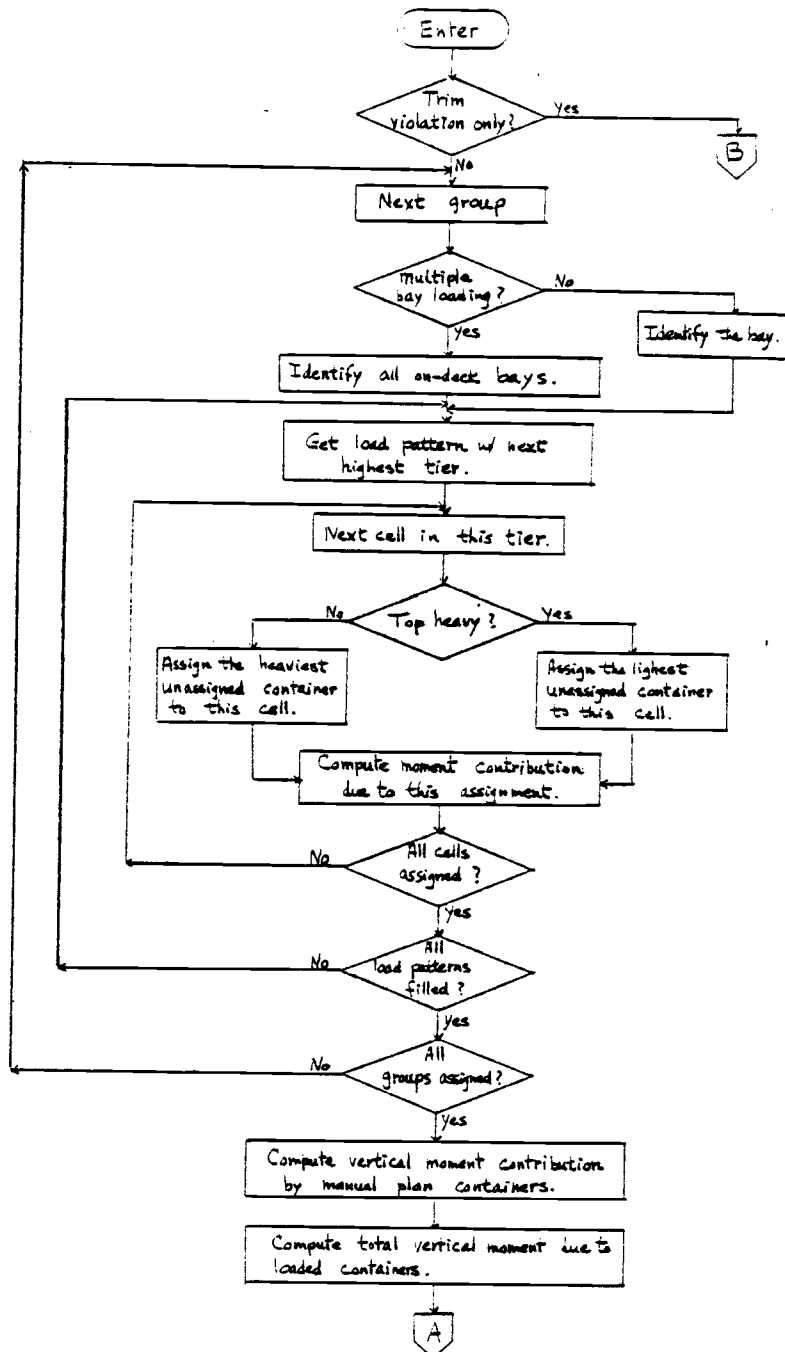 Enter
Trim
violation only?
Yes
B
No
Next group
Multiple
bay loading?
No
Yes
Identify the bay.
Identify all on-deck bays.
Get load pattern w/ next
highest tier.
Next cell in this tier.
Top heavy?
No
Yes
Assign the heaviest
unassigned container
to this cell.
Assign the lighest
unassigned container
to this cell.
Compute moment contribution
due to this assignment.
All cells
assigned?
No
Yes
All
load patterns
filled?
No
Yes
All
groups assigned?
No
Yes
Compute vertical moment contribution
by manual plan containers.
Compute total vertical moment due to
loaded containers.
A